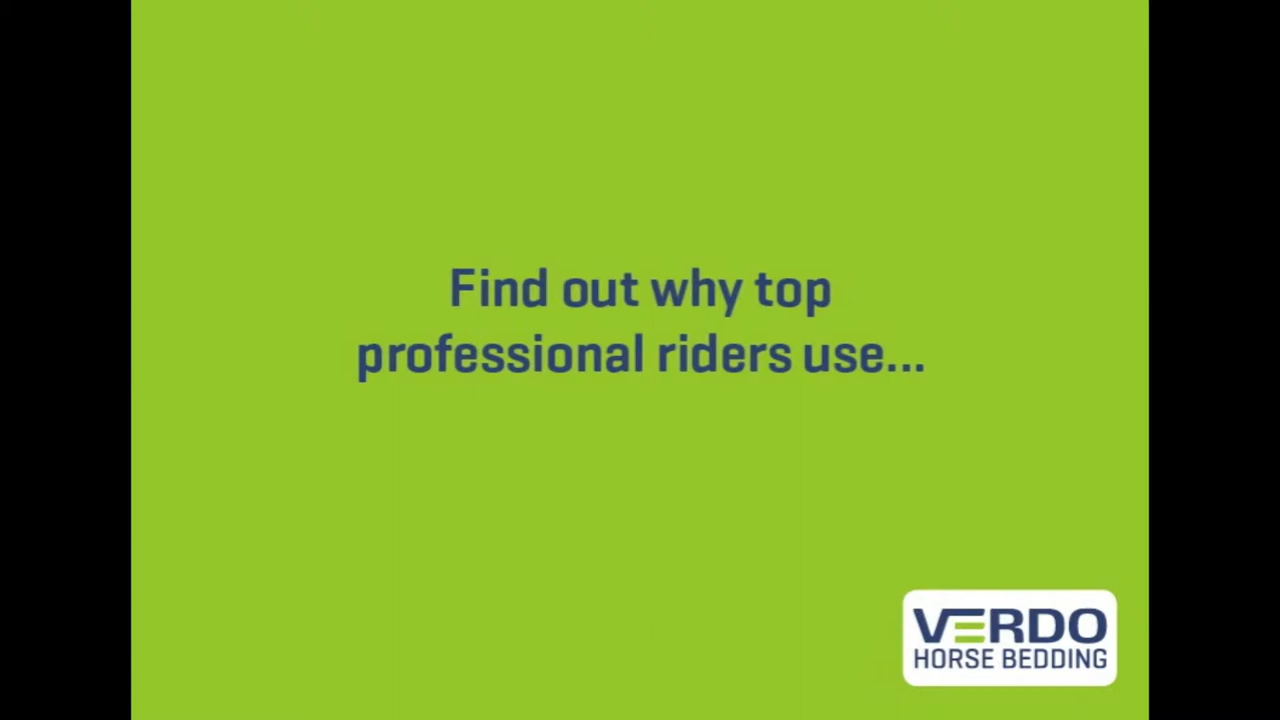 Find out why top
professional riders use...
VERDO
HORSE BEDDING